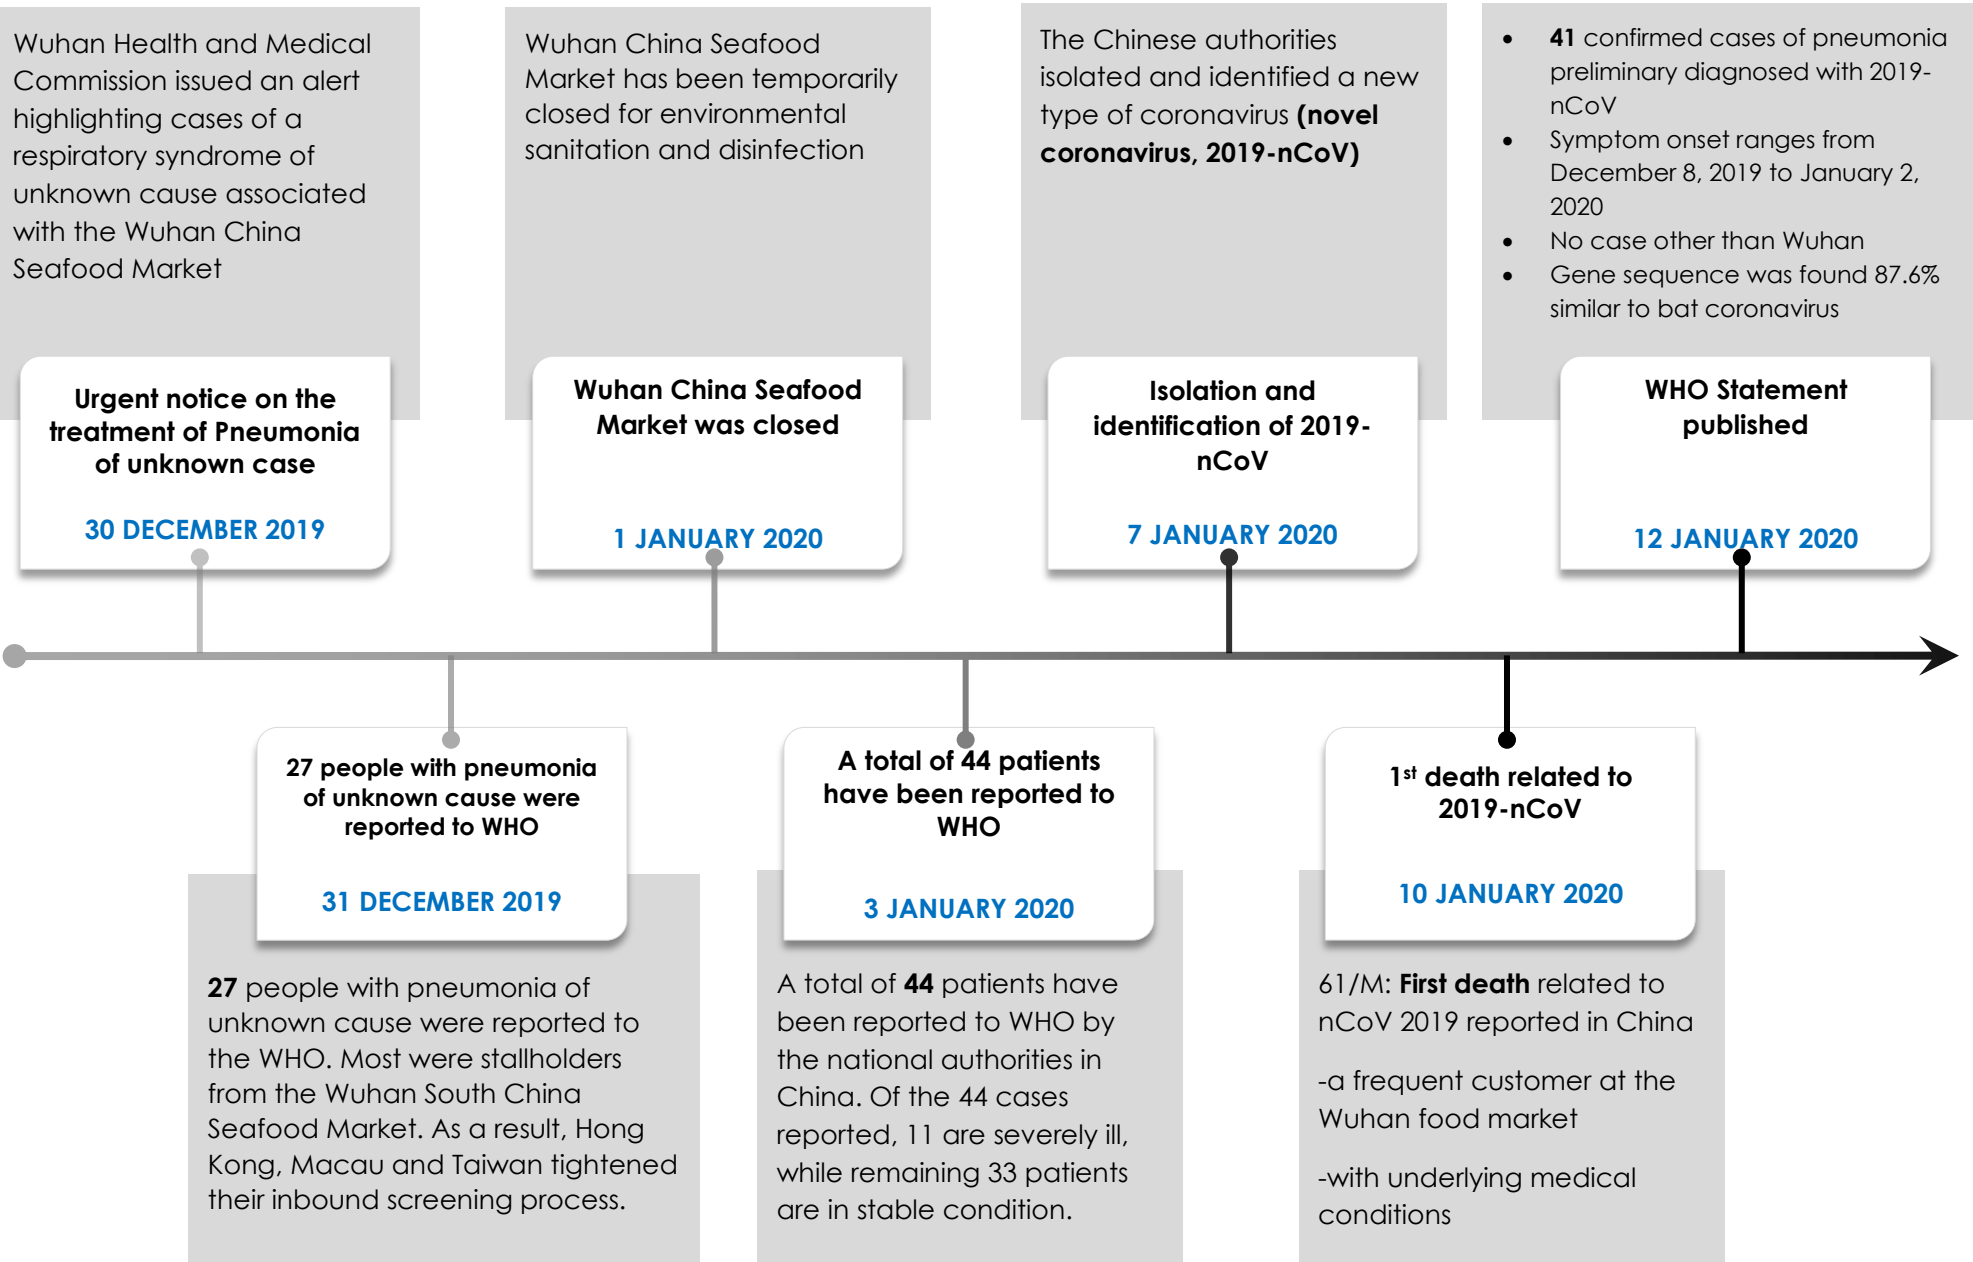 Wuhan Health and Medical
Commission issued an alert
highlighting cases of a
respiratory syndrome of
unknown cause associated
with the Wuhan China
Seafood Market
Urgent notice on the
treatment of Pneumonia
of unknown case
30 DECEMBER 2019
Wuhan China Seafood
Market has been temporarily
closed for environmental
sanitation and disinfection
Wuhan China Seafood
Market was closed
1 JANUARY 2020
The Chinese authorities
isolated and identified a new
type of coronavirus (novel
coronavirus, 2019-nCoV)
Isolation and
identification of 2019-
nCoV
7 JANUARY 2020
• 41 confirmed cases of pneumonia
preliminary diagnosed with 2019-
nCoV
• Symptom onset ranges from
December 8, 2019 to January 2,
2020
• No case other than Wuhan
• Gene sequence was found 87.6%
similar to bat coronavirus
WHO Statement
published
12 JANUARY 2020
27 people with pneumonia
of unknown cause were
reported to WHO
31 DECEMBER 2019
27 people with pneumonia of
unknown cause were reported to
the WHO. Most were stallholders
from the Wuhan South China
Seafood Market. As a result, Hong
Kong, Macau and Taiwan tightened
their inbound screening process.
A total of 44 patients
have been reported to
WHO
3 JANUARY 2020
A total of 44 patients have
been reported to WHO by
the national authorities in
China. Of the 44 cases
reported, 11 are severely ill,
while remaining 33 patients
are in stable condition.
1st death related to
2019-nCoV
10 JANUARY 2020
61/M: First death related to
nCoV 2019 reported in China
-a frequent customer at the
Wuhan food market
-with underlying medical
conditions